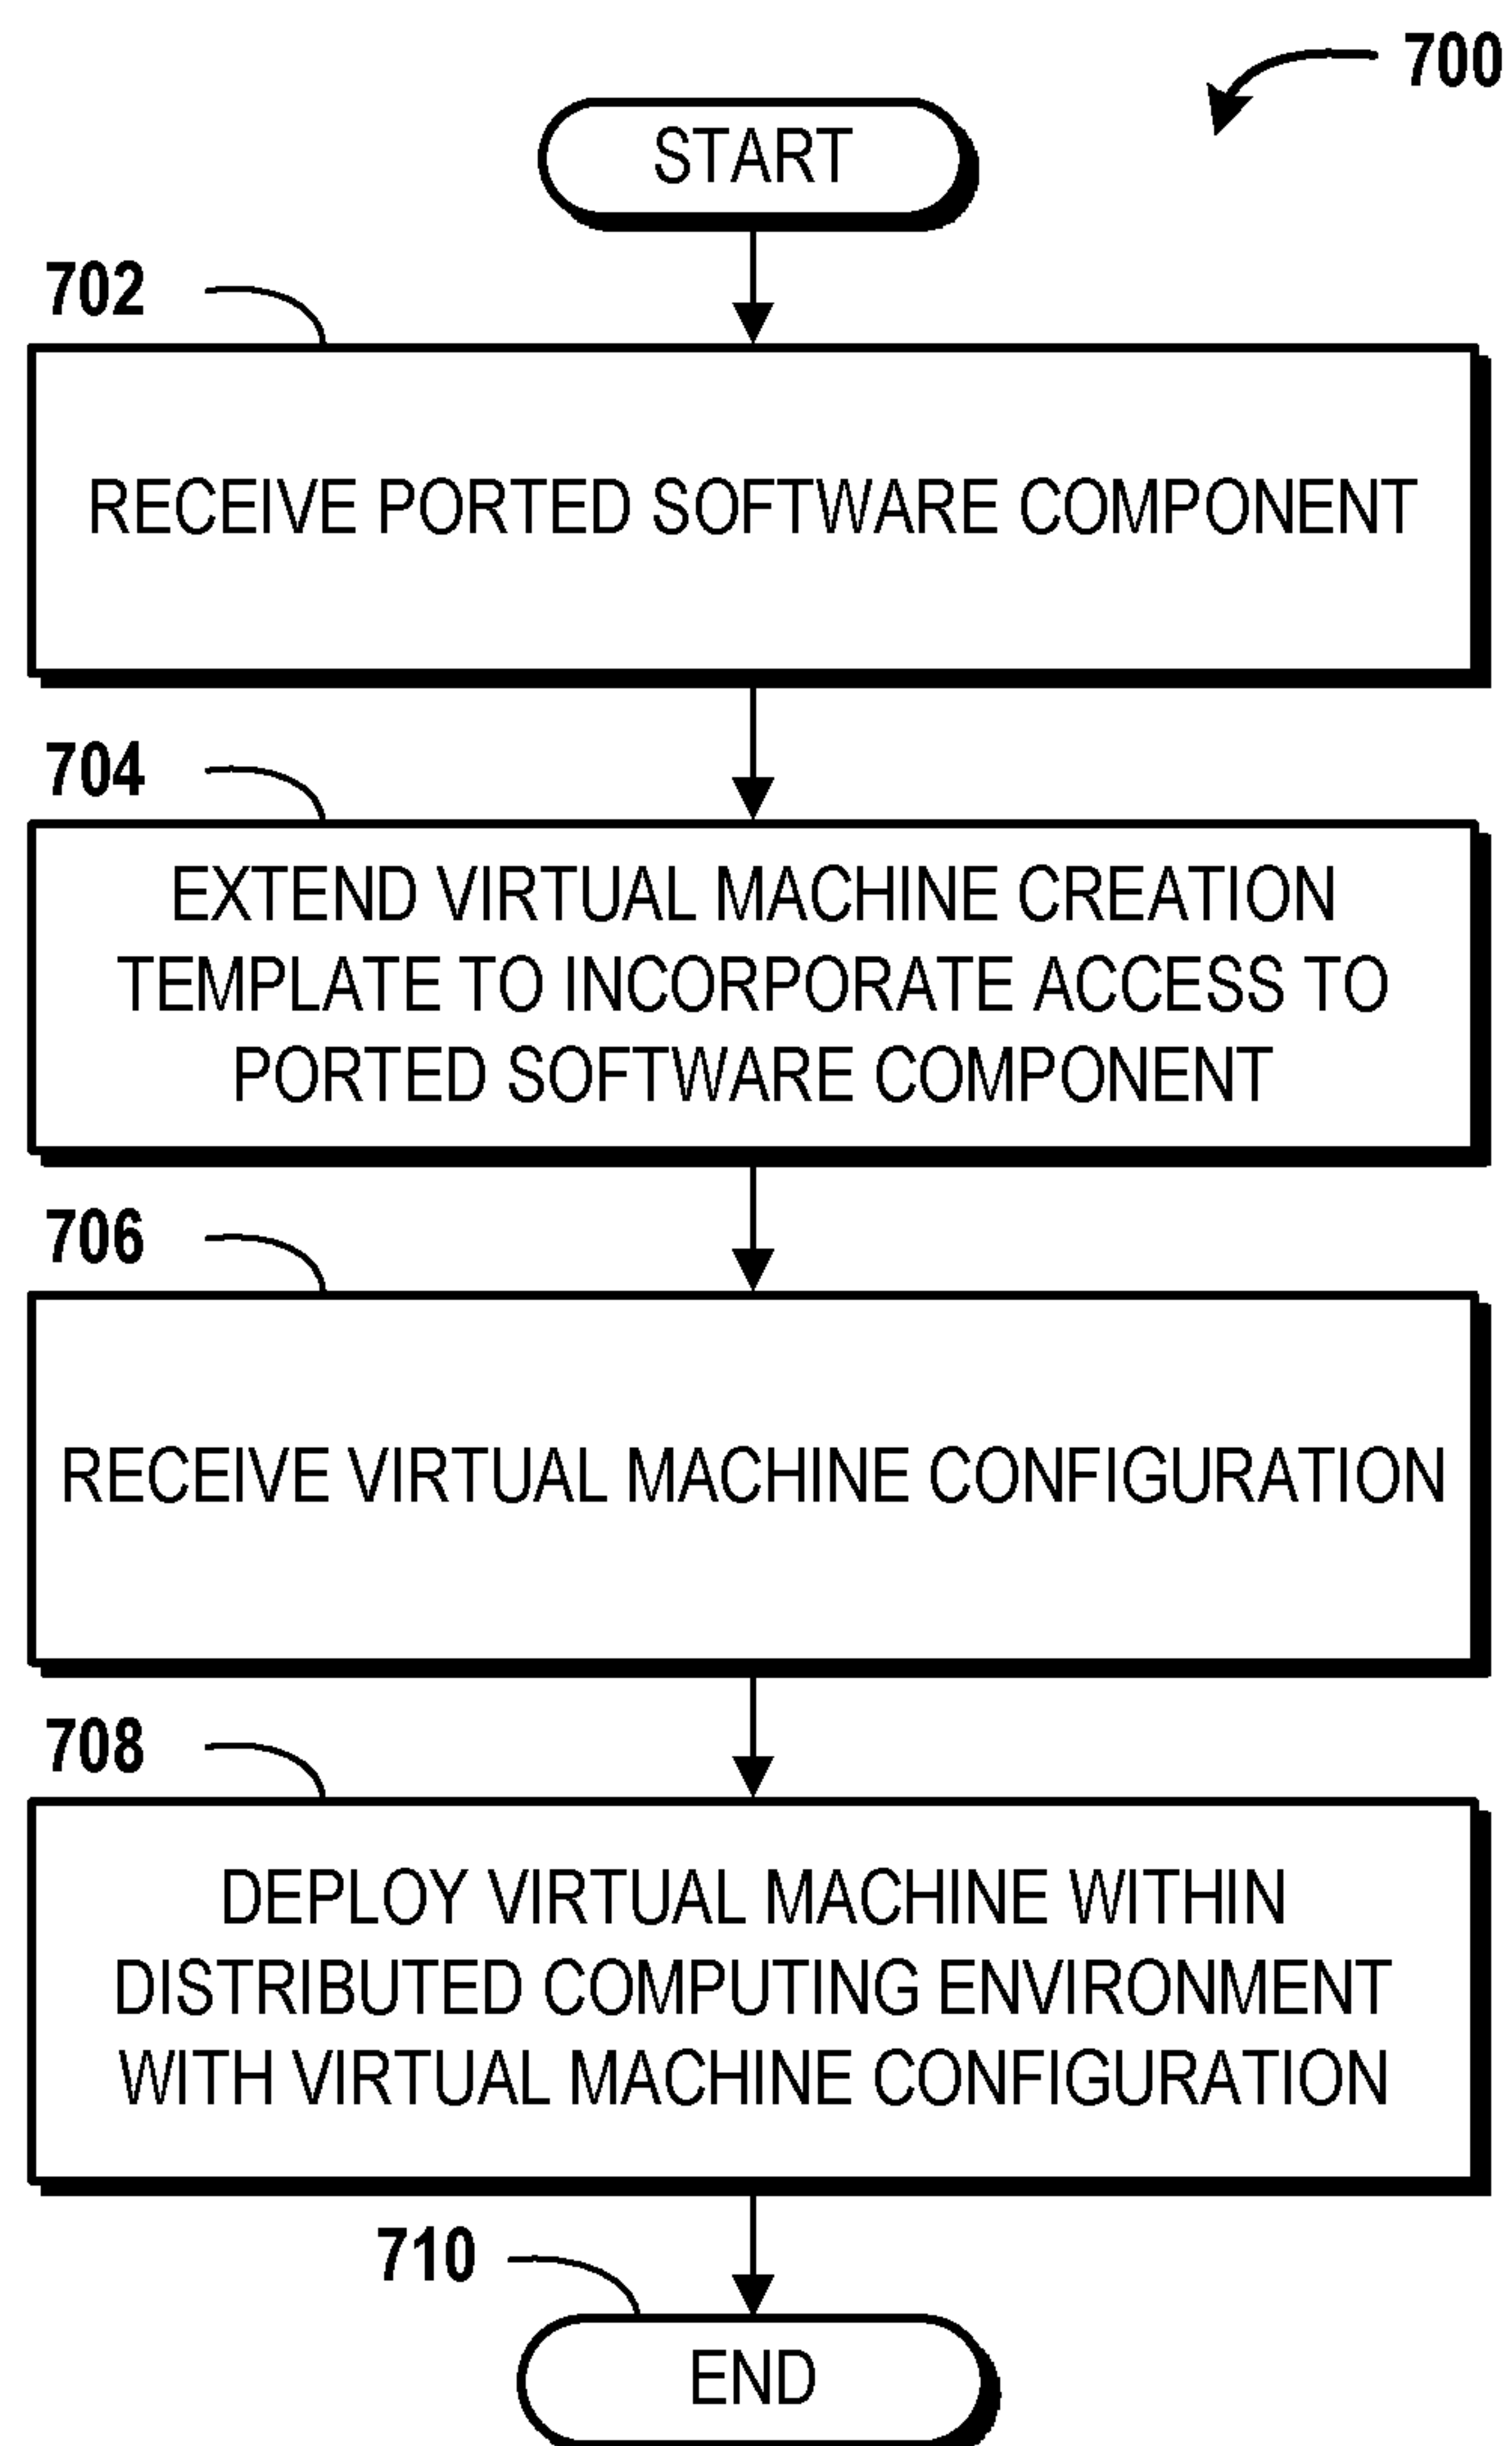 700
START
702
RECEIVE PORTED SOFTWARE COMPONENT
704
EXTEND VIRTUAL MACHINE CREATION
TEMPLATE TO INCORPORATE ACCESS TO
PORTED SOFTWARE COMPONENT
706
RECEIVE VIRTUAL MACHINE CONFIGURATION
708
DEPLOY VIRTUAL MACHINE WITHIN
DISTRIBUTED COMPUTING ENVIRONMENT
WITH VIRTUAL MACHINE CONFIGURATION
710
END